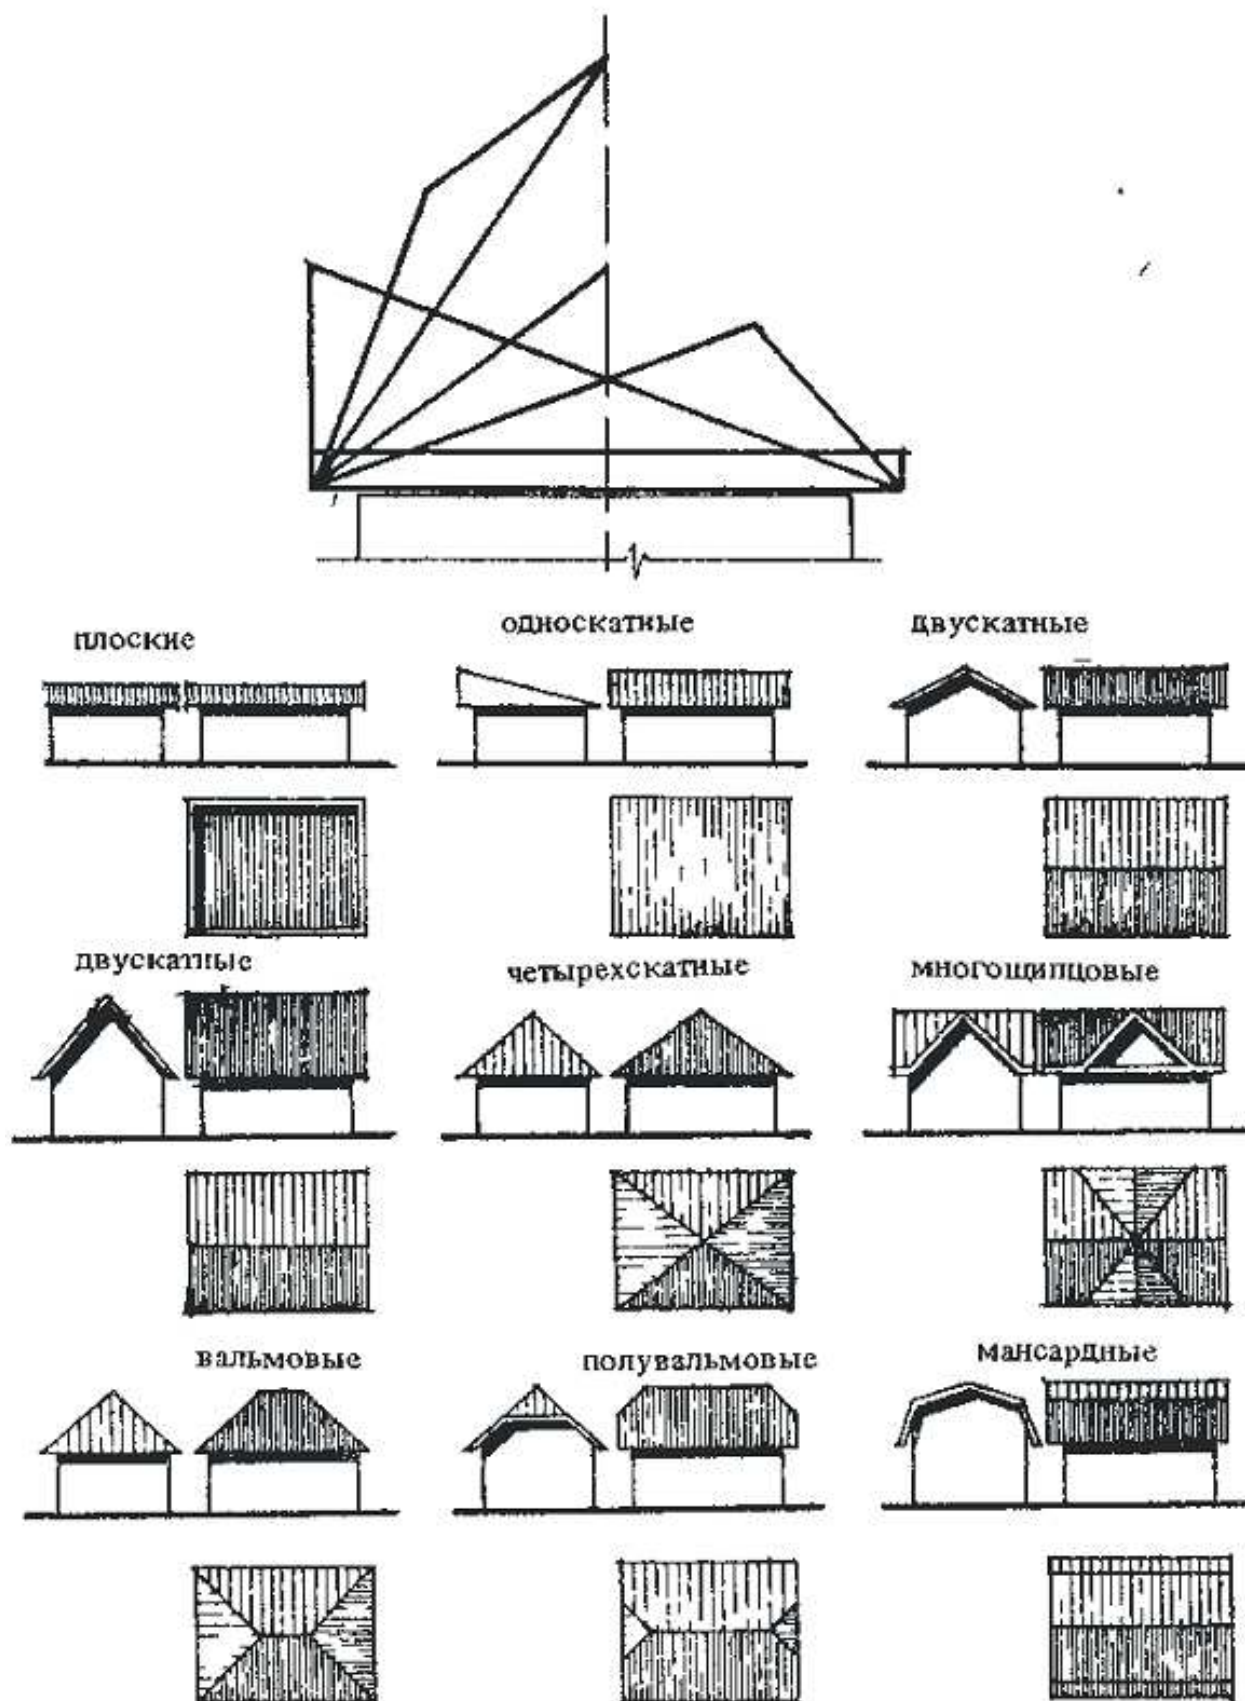 плоские
односкатные
двускатные
двускатные
четырехскатные
многощипцовые
вальмовые
полувальмовые
мансардные